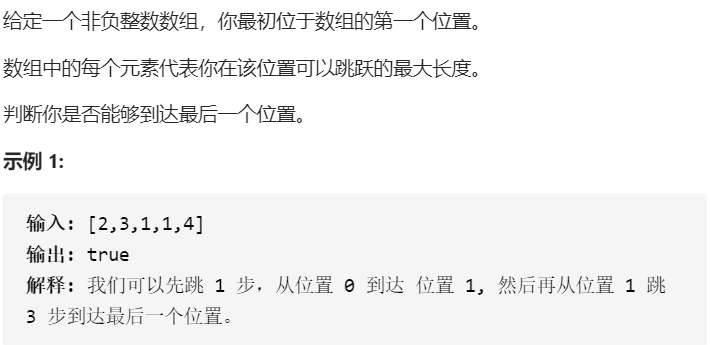 给定一个非负整数数组，你最初位于数组的第一个位置。
数组中的每个元素代表你在该位置可以跳跃的最大长度。
判断你是否能够到达最后一个位置。
示例 1:
输入: [2,3,1,1,4]
输出: true
解释: 我们可以先跳 1 步，从位置 0 到达 位置 1, 然后再从位置 1 跳
3 步到达最后一个位置。